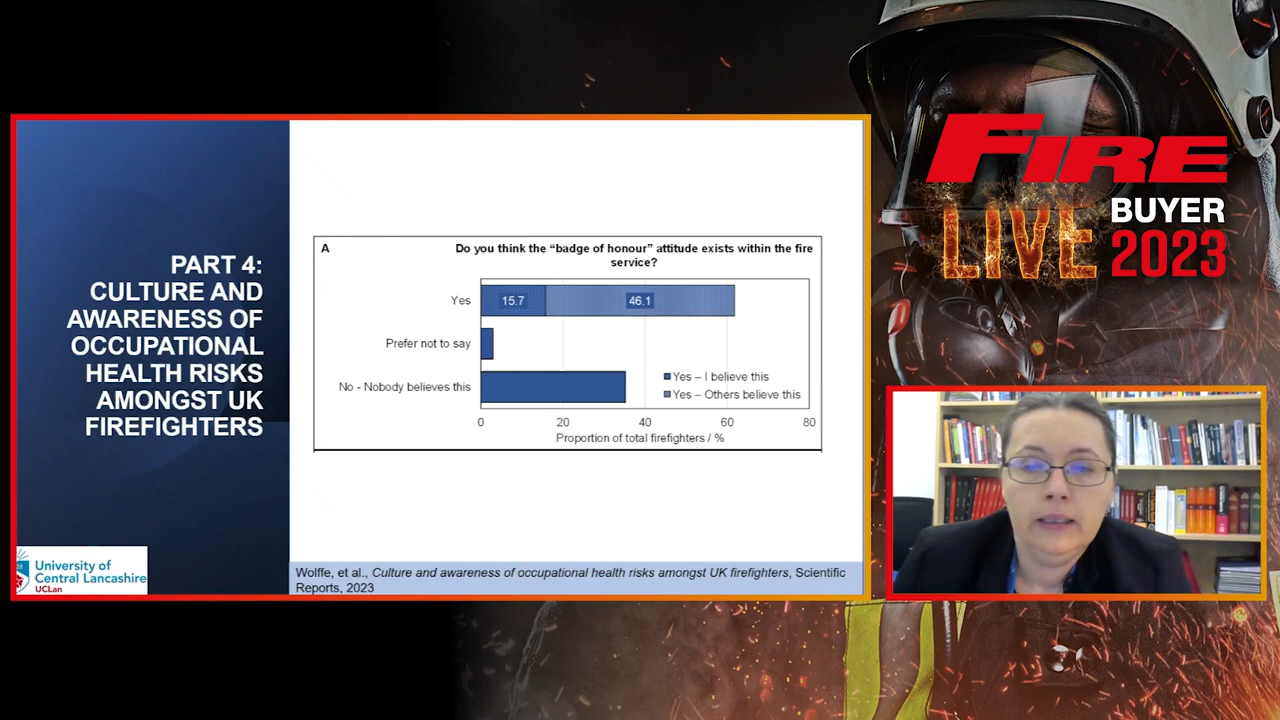 PART 4:
CULTURE AND
AWARENESS OF
OCCUPATIONAL
HEALTH RISKS
AMONGST UK
FIREFIGHTERS
University of
Central Lancashire
UCLan
A
Do you think the “badge of honour” attitude exists within the fire
service?
Yes
15.7
46.1
Prefer not to say
No - Nobody believes this
Yes – I believe this
Yes – Others believe this
0 20 40 60 80
Proportion of total firefighters / %
Wolffe, et al., Culture and awareness of occupational health risks amongst UK firefighters, Scientific
Reports, 2023
FIRE
LIVE
BUYER
2023